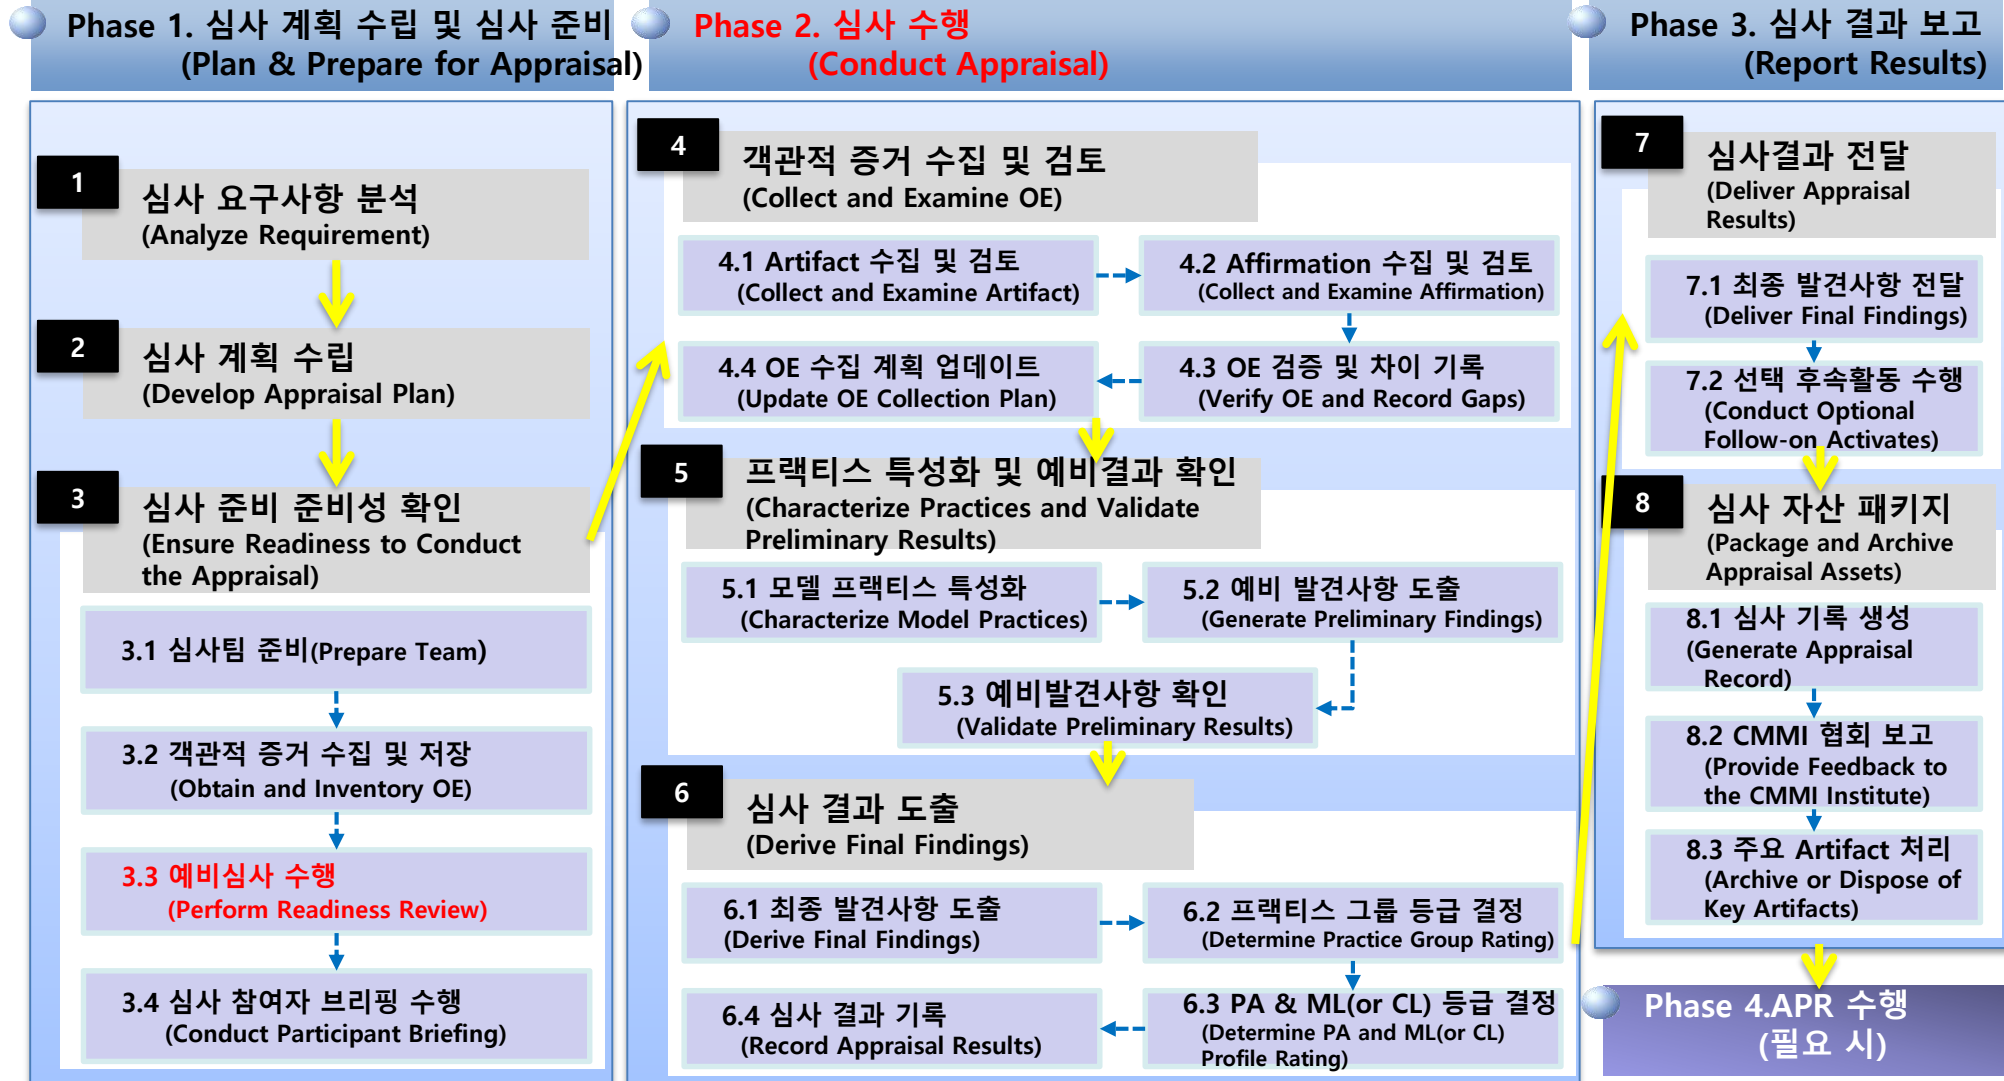 Phase 1. 심사 계획 수립 및 심사 준비
(Plan & Prepare for Appraisal)
1
심사 요구사항 분석
(Analyze Requirement)
2
심사 계획 수립
(Develop Appraisal Plan)
3
심사 준비 준비성 확인
(Ensure Readiness to Conduct
the Appraisal)
3.1 심사팀 준비(Prepare Team)
3.2 객관적 증거 수집 및 저장
(Obtain and Inventory OE)
3.3 예비심사 수행
(Perform Readiness Review)
3.4 심사 참여자 브리핑 수행
(Conduct Participant Briefing)
Phase 2. 심사 수행
(Conduct Appraisal)
4
객관적 증거 수집 및 검토
(Collect and Examine OE)
4.1 Artifact 수집 및 검토
(Collect and Examine Artifact)
4.2 Affirmation 수집 및 검토
(Collect and Examine Affirmation)
4.4 OE 수집 계획 업데이트
(Update OE Collection Plan)
4.3 OE 검증 및 차이 기록
(Verify OE and Record Gaps)
5
프랙티스 특성화 및 예비결과 확인
(Characterize Practices and Validate
Preliminary Results)
5.1 모델 프랙티스 특성화
(Characterize Model Practices)
5.2 예비 발견사항 도출
(Generate Preliminary Findings)
5.3 예비발견사항 확인
(Validate Preliminary Results)
6
심사 결과 도출
(Derive Final Findings)
6.1 최종 발견사항 도출
(Derive Final Findings)
6.2 프랙티스 그룹 등급 결정
(Determine Practice Group Rating)
6.4 심사 결과 기록
(Record Appraisal Results)
6.3 PA & ML(or CL) 등급 결정
(Determine PA and ML(or CL)
Profile Rating)
Phase 3. 심사 결과 보고
(Report Results)
7
심사결과 전달
(Deliver Appraisal
Results)
7.1 최종 발견사항 전달
(Deliver Final Findings)
7.2 선택 후속활동 수행
(Conduct Optional
Follow-on Activates)
8
심사 자산 패키지
(Package and Archive
Appraisal Assets)
8.1 심사 기록 생성
(Generate Appraisal
Record)
8.2 CMMI 협회 보고
(Provide Feedback to
the CMMI Institute)
8.3 주요 Artifact 처리
(Archive or Dispose of
Key Artifacts)
Phase 4.APR 수행
(필요 시)